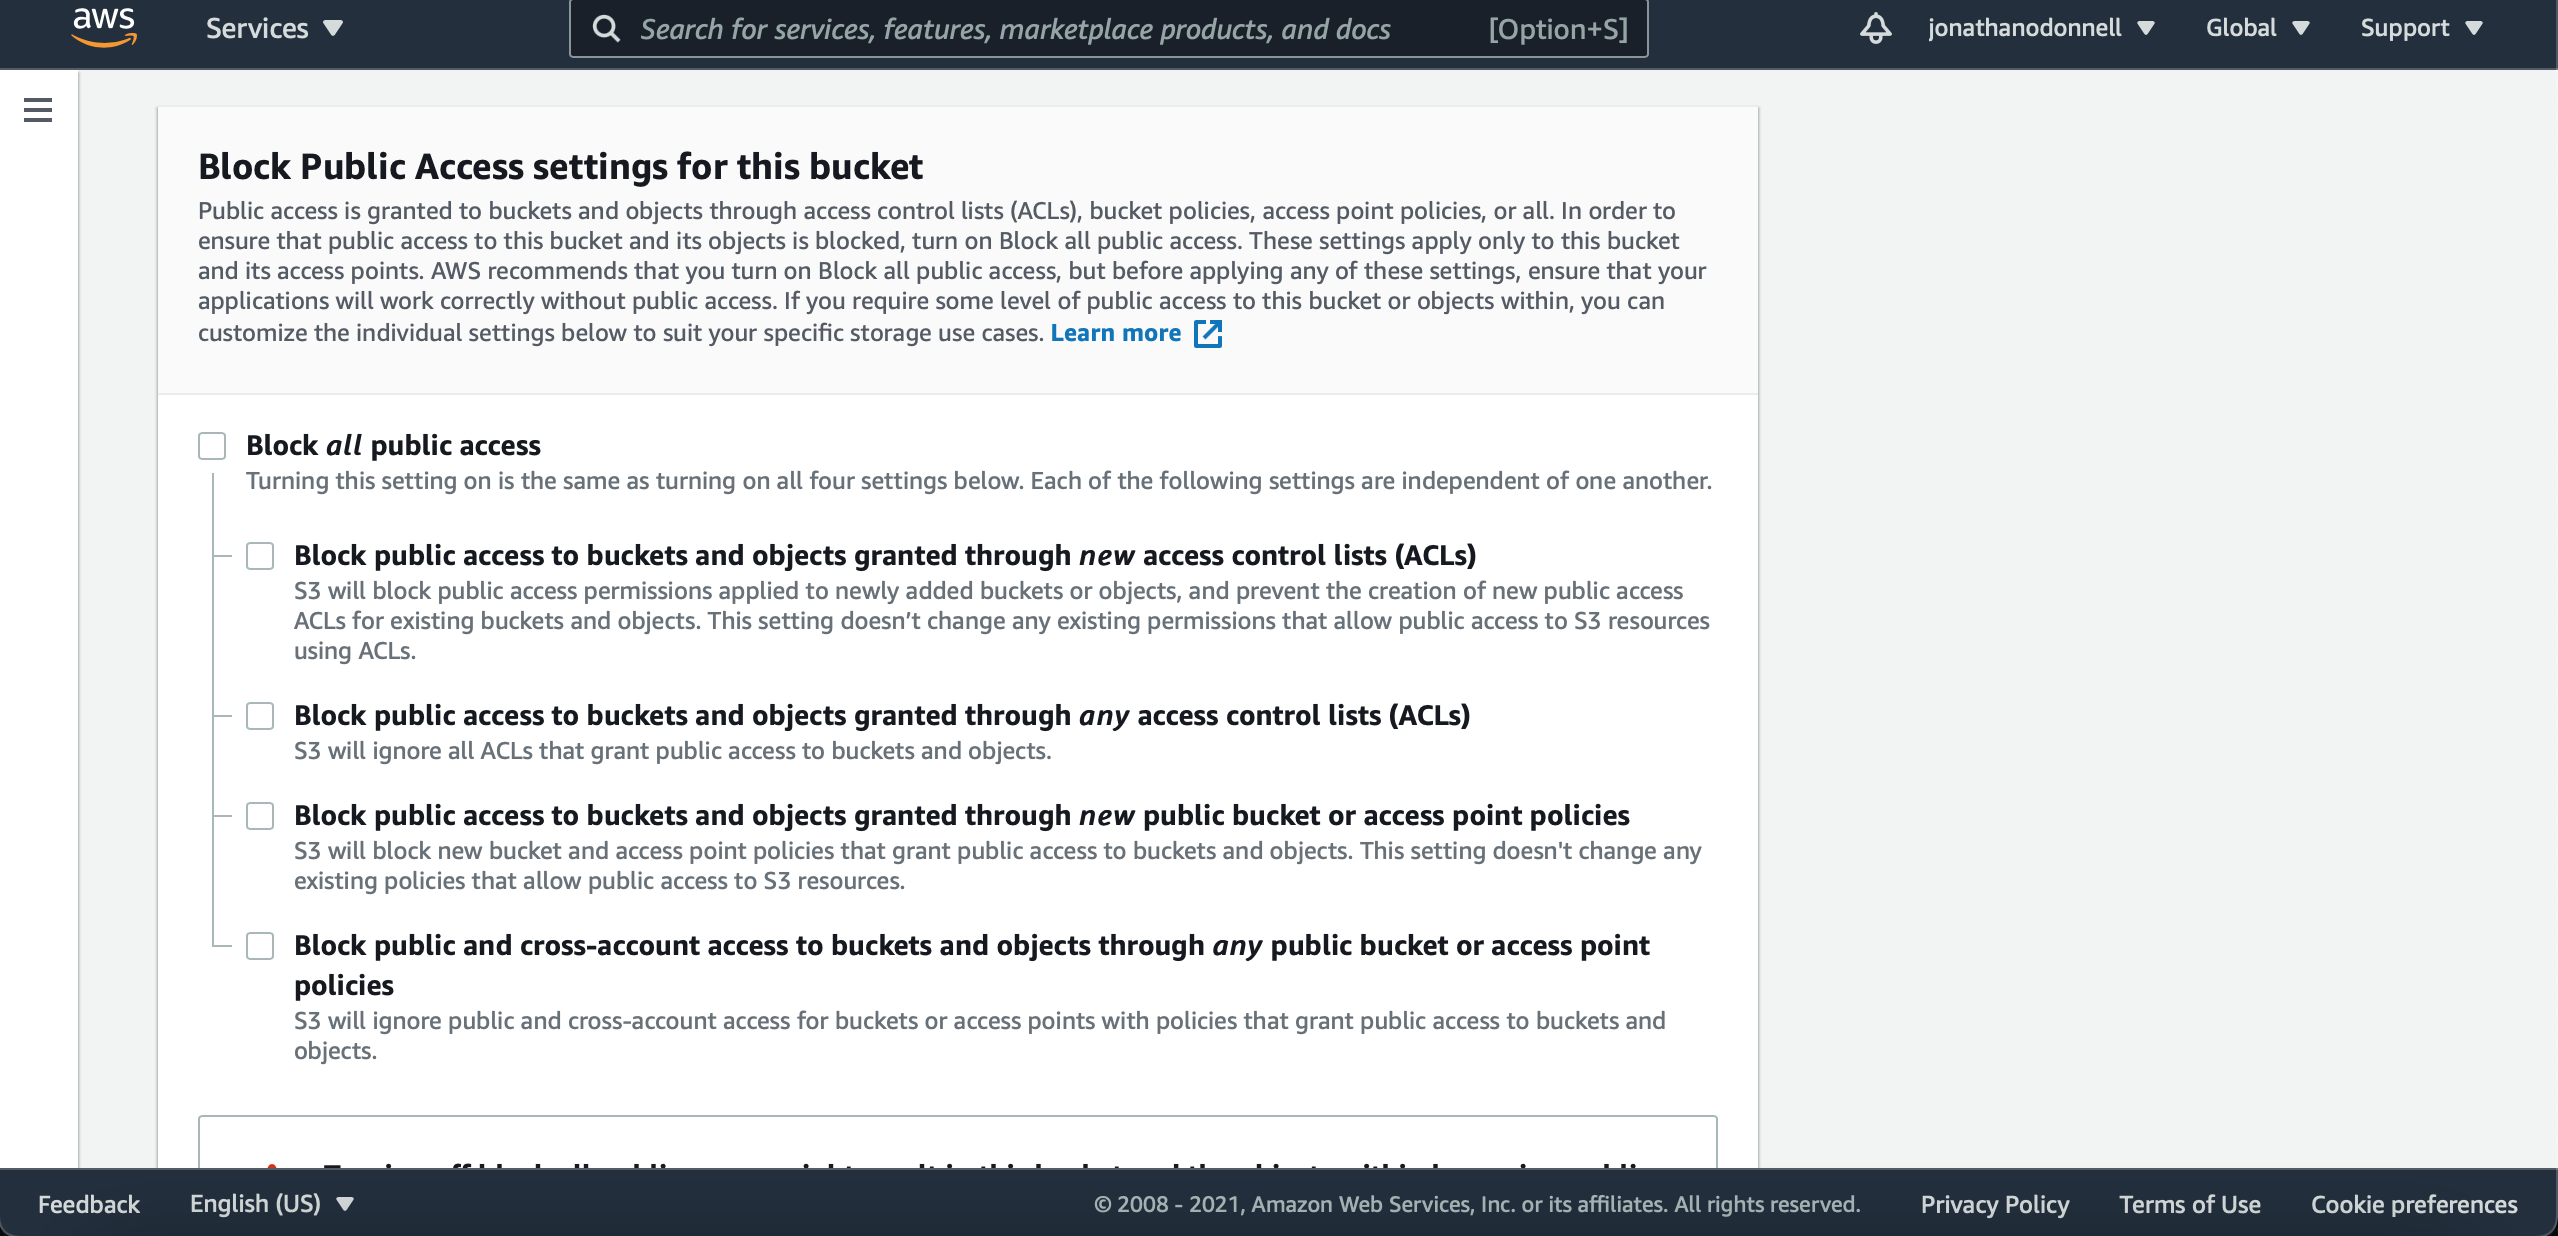 aws
Services
Search for services, features, marketplace products, and docs [Option+S]
jonathanodonnell
Global
Support
Block Public Access settings for this bucket
Public access is granted to buckets and objects through access control lists (ACLs), bucket policies, access point policies, or all. In order to
ensure that public access to this bucket and its objects is blocked, turn on Block all public access. These settings apply only to this bucket
and its access points. AWS recommends that you turn on Block all public access, but before applying any of these settings, ensure that your
applications will work correctly without public access. If you require some level of public access to this bucket or objects within, you can
customize the individual settings below to suit your specific storage use cases. Learn more
Block all public access
Turning this setting on is the same as turning on all four settings below. Each of the following settings are independent of one another.
Block public access to buckets and objects granted through new access control lists (ACLs)
S3 will block public access permissions applied to newly added buckets or objects, and prevent the creation of new public access
ACLs for existing buckets and objects. This setting doesn’t change any existing permissions that allow public access to S3 resources
using ACLs.
Block public access to buckets and objects granted through any access control lists (ACLs)
S3 will ignore all ACLs that grant public access to buckets and objects.
Block public access to buckets and objects granted through new public bucket or access point policies
S3 will block new bucket and access point policies that grant public access to buckets and objects. This setting doesn't change any
existing policies that allow public access to S3 resources.
Block public and cross-account access to buckets and objects through any public bucket or access point
policies
S3 will ignore public and cross-account access for buckets or access points with policies that grant public access to buckets and
objects.
Feedback
English (US)
© 2008 - 2021, Amazon Web Services, Inc. or its affiliates. All rights reserved.
Privacy Policy
Terms of Use
Cookie preferences